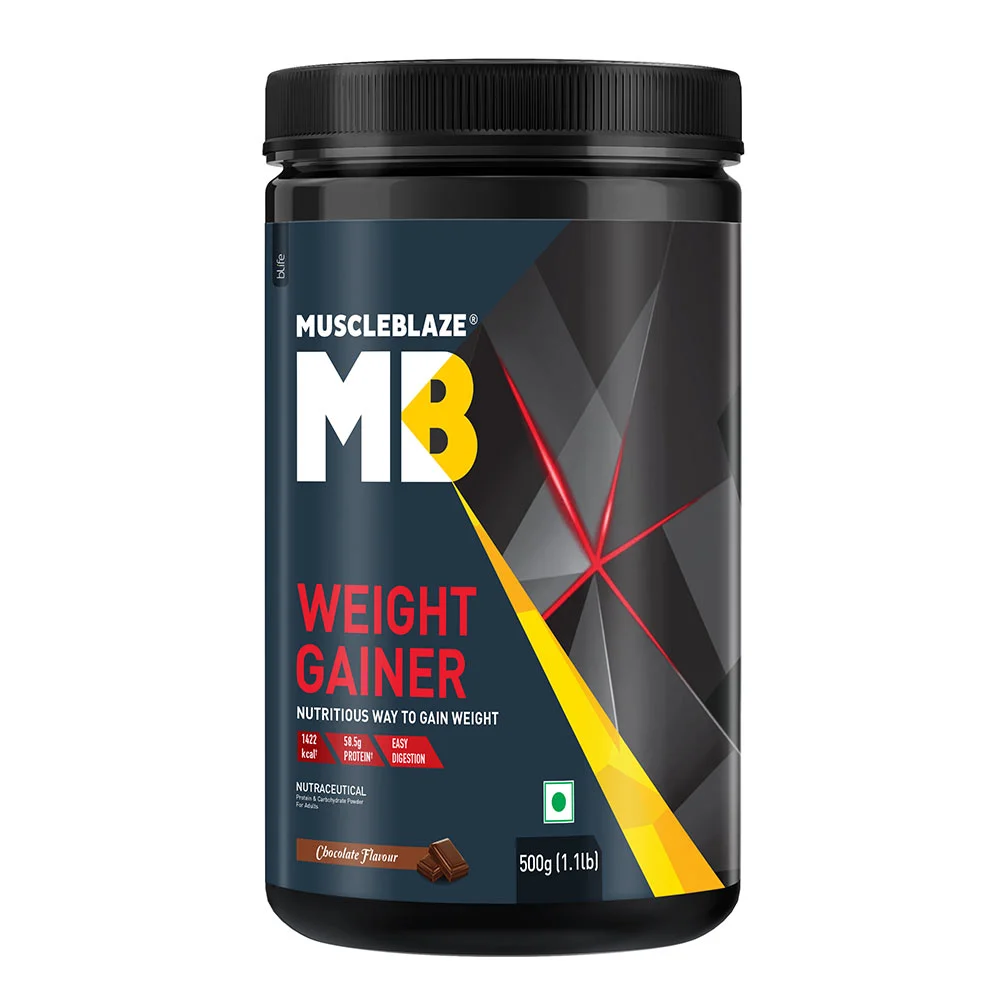 bLife
MUSCLEBLAZE®
MB
WEIGHT
GAINER
NUTRITIOUS WAY TO GAIN WEIGHT
1422
kcal‡
58.5g
PROTEIN‡
EASY
DIGESTION
NUTRACEUTICAL
Protein & Carbohydrate Powder
For Adults
Chocolate Flavour
500g (1.1lb)